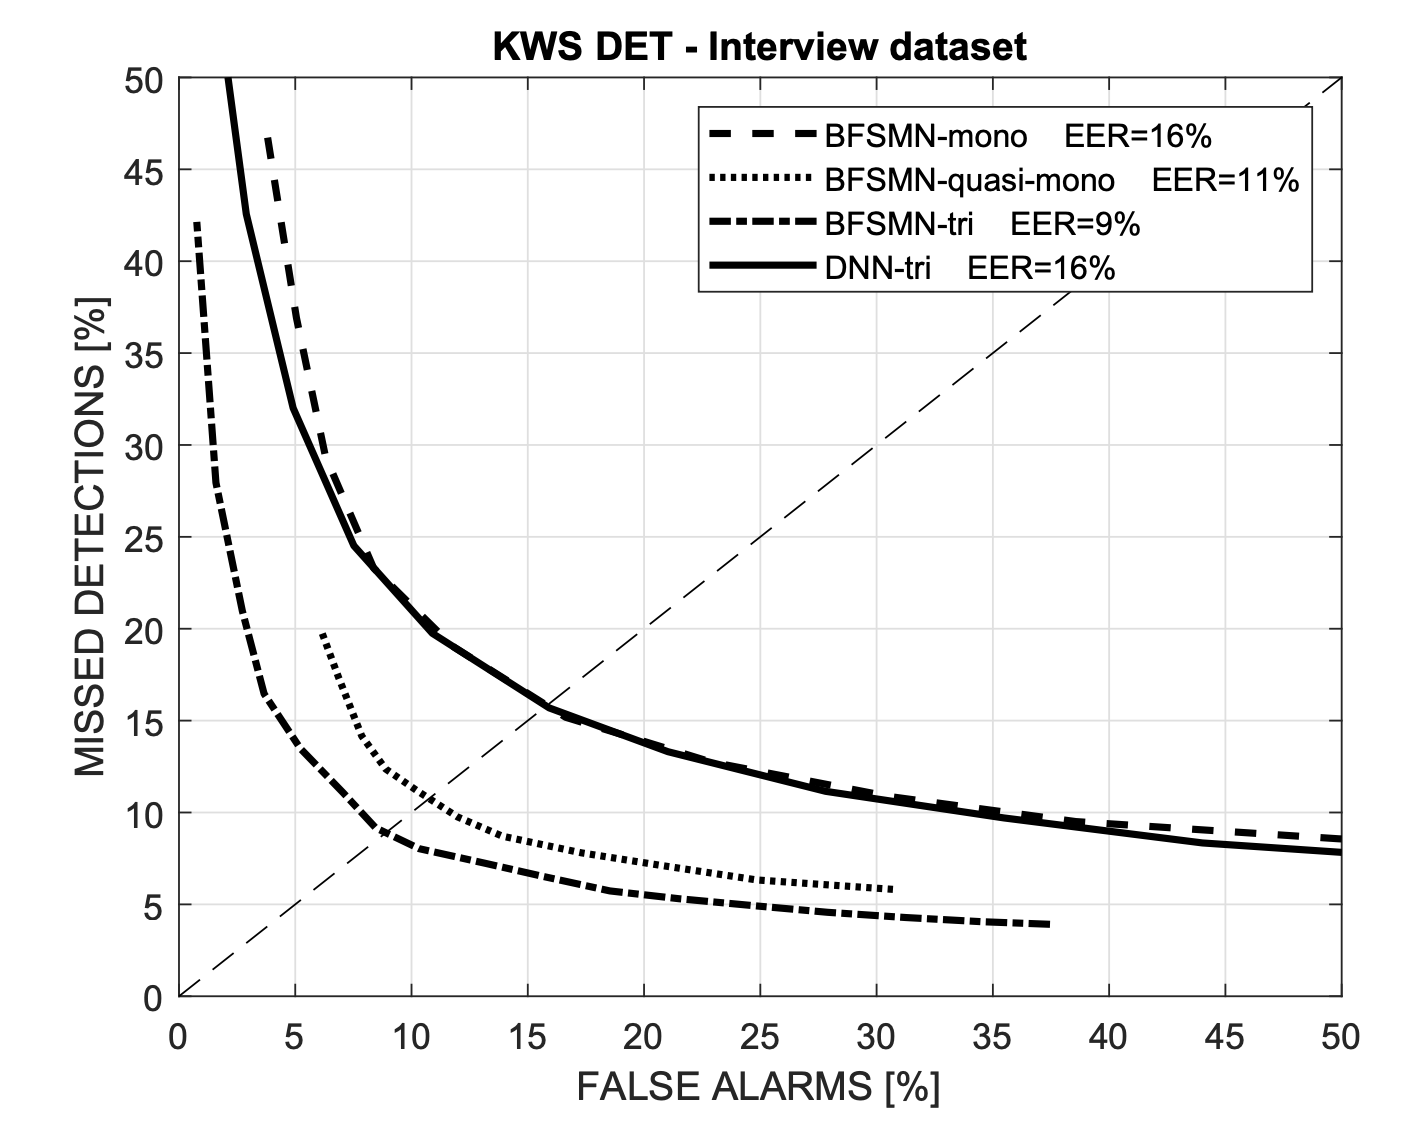 KWS DET - Interview dataset
BFSMN-mono EER=16%
BFSMN-quasi-mono EER=11%
BFSMN-tri EER=9%
DNN-tri EER=16%
MISSED DETECTIONS [%]
50
45
40
35
30
25
20
15
10
5
0
0 5 10 15 20 25 30 35 40 45 50
FALSE ALARMS [%]